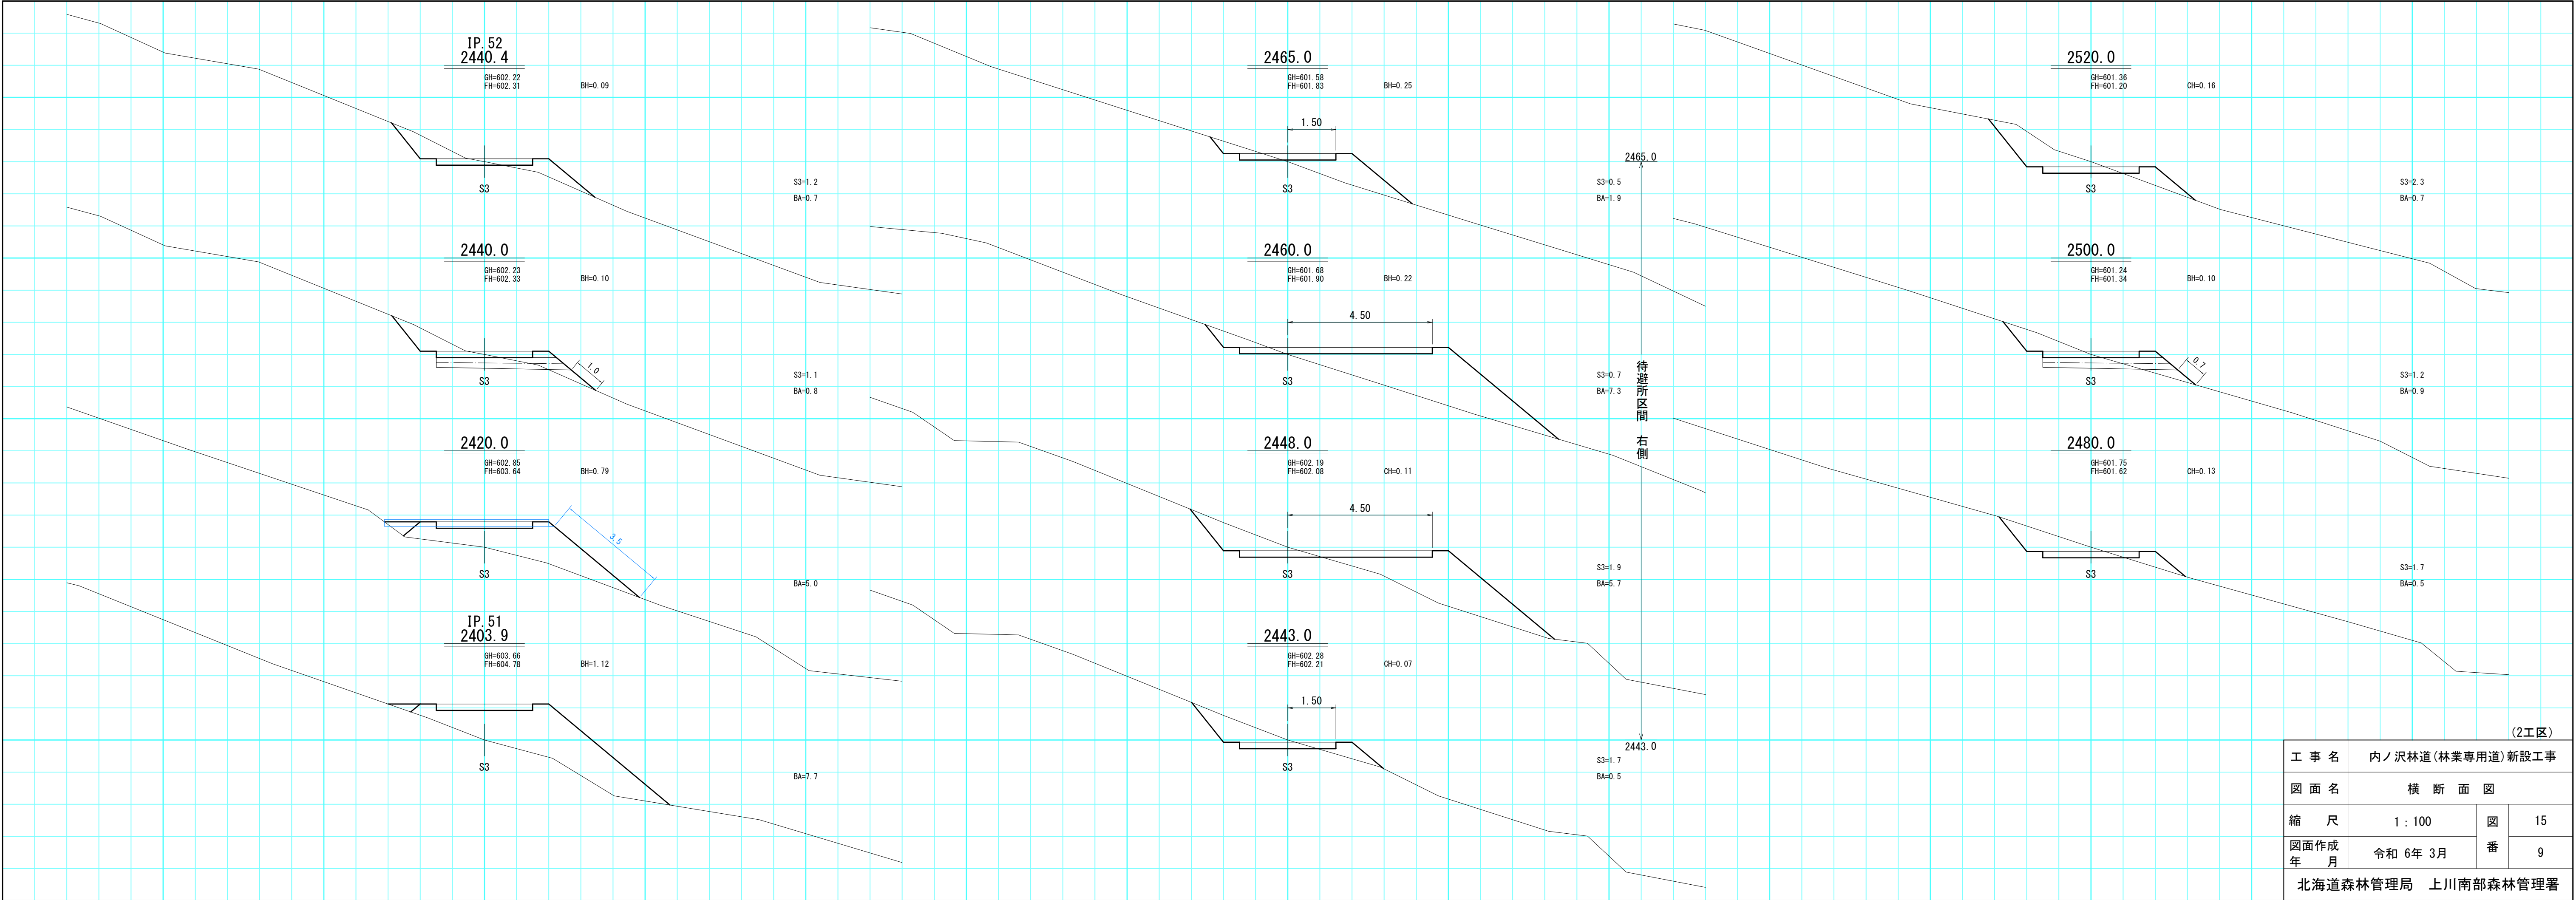 IP.52
2440.4
GH=602.22
FH=602.31
BH=0.09
S3
S3=1.2
BA=0.7
2440.0
GH=602.23
FH=602.33
BH=0.10
1.0
S3
S3=1.1
BA=0.8
2420.0
GH=602.85
FH=603.64
BH=0.79
3.5
S3
BA=5.0
IP.51
2403.9
GH=603.66
FH=604.78
BH=1.12
S3
BA=7.7
2465.0
GH=601.58
FH=601.83
BH=0.25
1.50
S3
S3=0.5
BA=1.9
2460.0
GH=601.68
FH=601.90
BH=0.22
4.50
S3
S3=0.7
BA=7.3
2448.0
GH=602.19
FH=602.08
CH=0.11
4.50
S3
S3=1.9
BA=5.7
2443.0
GH=602.28
FH=602.21
CH=0.07
1.50
S3
S3=1.7
BA=0.5
2465.0
待避所区間 右側
2443.0
2520.0
GH=601.36
FH=601.20
CH=0.16
S3
S3=2.3
BA=0.7
2500.0
GH=601.24
FH=601.34
BH=0.10
0.7
S3
S3=1.2
BA=0.9
2480.0
GH=601.75
FH=601.62
CH=0.13
S3
S3=1.7
BA=0.5
(2工区)
工事名 内ノ沢林道(林業専用道)新設工事
図面名 横断面図
縮尺 1:100 図番 15
図面作成年月 令和 6年 3月 9
北海道森林管理局 上川南部森林管理署